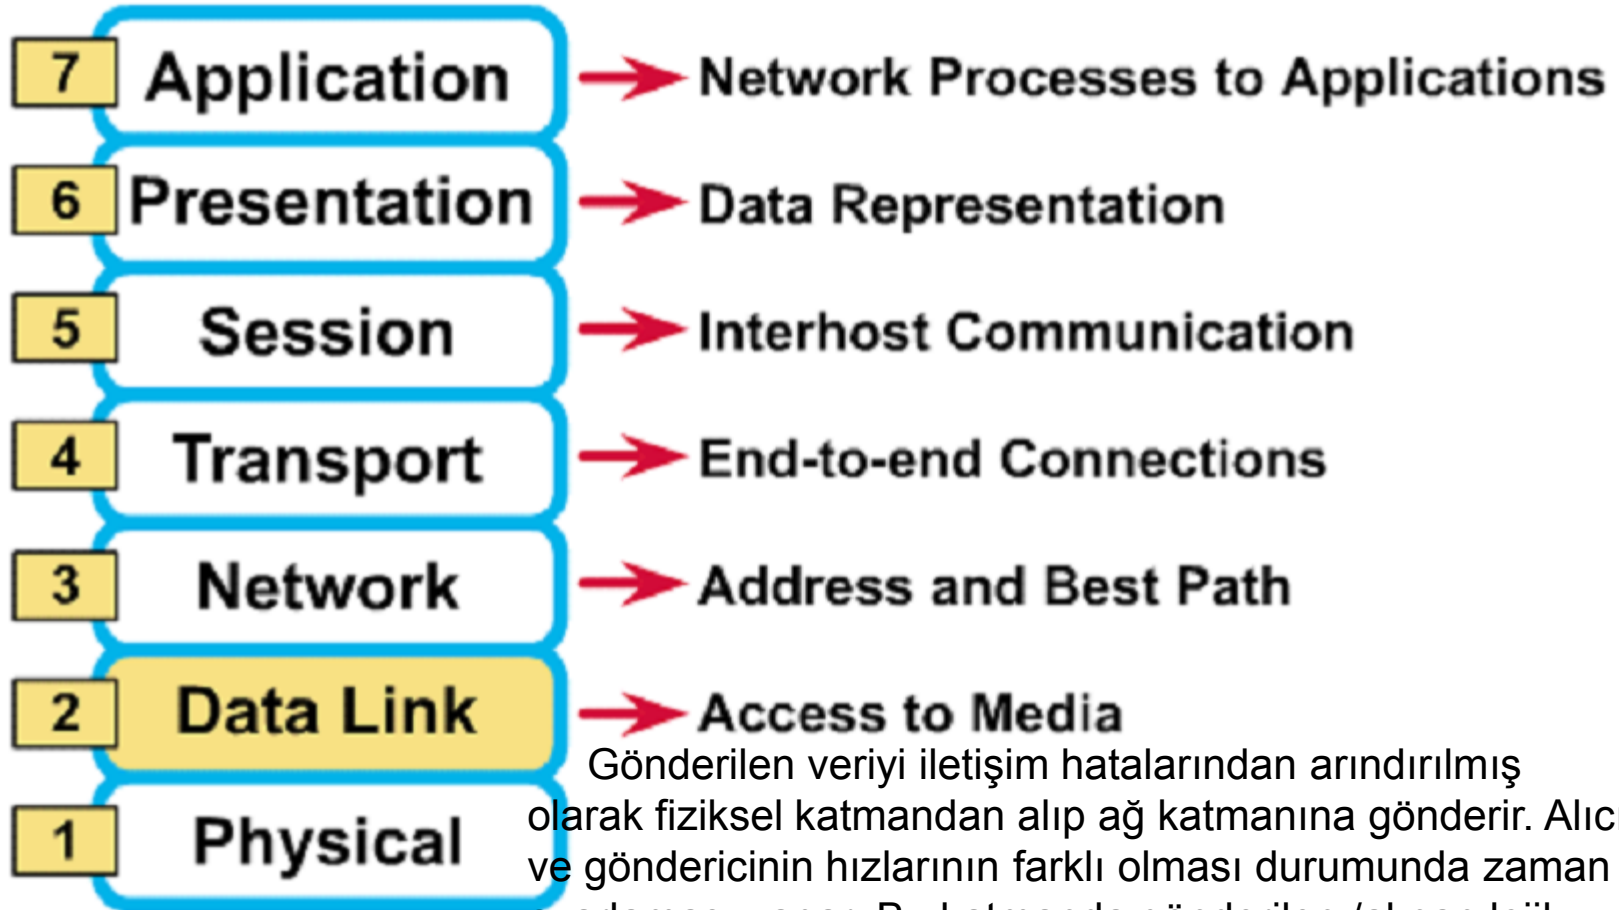 7 Application Network Processes to Applications
6 Presentation Data Representation
5 Session Interhost Communication
4 Transport End-to-end Connections
3 Network Address and Best Path
2 Data Link Access to Media
Gönderilen veriyi iletişim hatalarından arındırılmış
1 Physical olarak fiziksel katmandan alıp ağ katmanına gönderir. Alıcı
ve göndericinin hızlarının farklı olması durumunda zaman